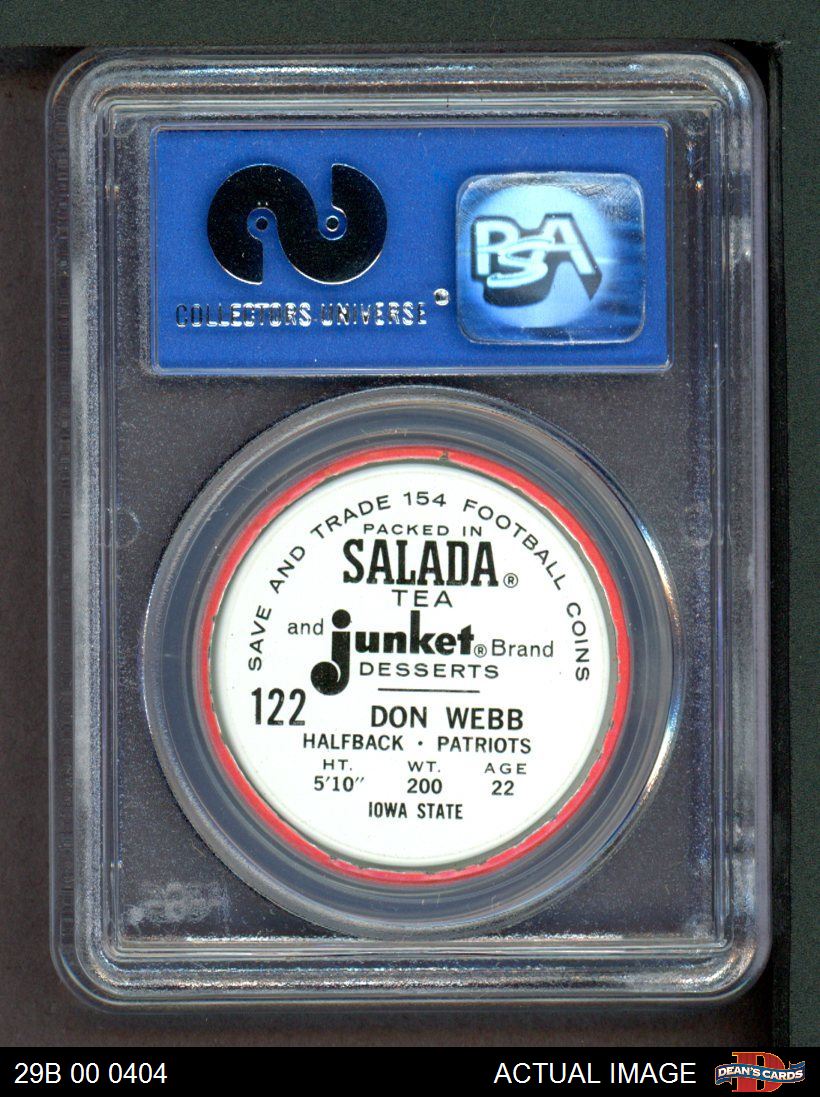 COLLECTORS UNIVERSE
PSA
SAVE AND TRADE 154 FOOTBALL COINS
PACKED IN
SALADA®
TEA
and junket® Brand
DESSERTS
122 DON WEBB
HALFBACK · PATRIOTS
HT. WT. AGE
5'10" 200 22
IOWA STATE
29B 00 0404 ACTUAL IMAGE DEAN'S CARDS